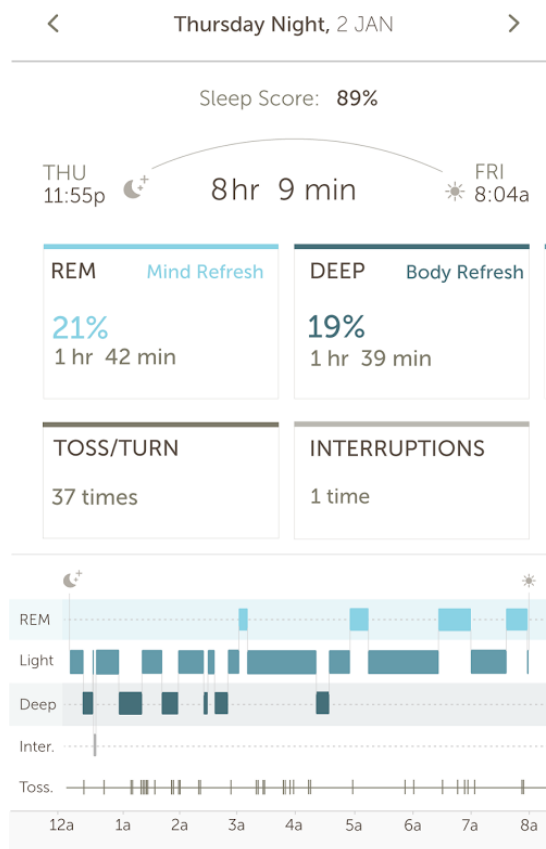 Thursday Night, 2 JAN
Sleep Score: 89%
THU
11:55p
8hr 9 min
FRI
8:04a
REM Mind Refresh
21%
1 hr 42 min
DEEP Body Refresh
19%
1 hr 39 min
TOSS/TURN
37 times
INTERRUPTIONS
1 time
REM
Light
Deep
Inter.
Toss.
12a 1a 2a 3a 4a 5a 6a 7a 8a